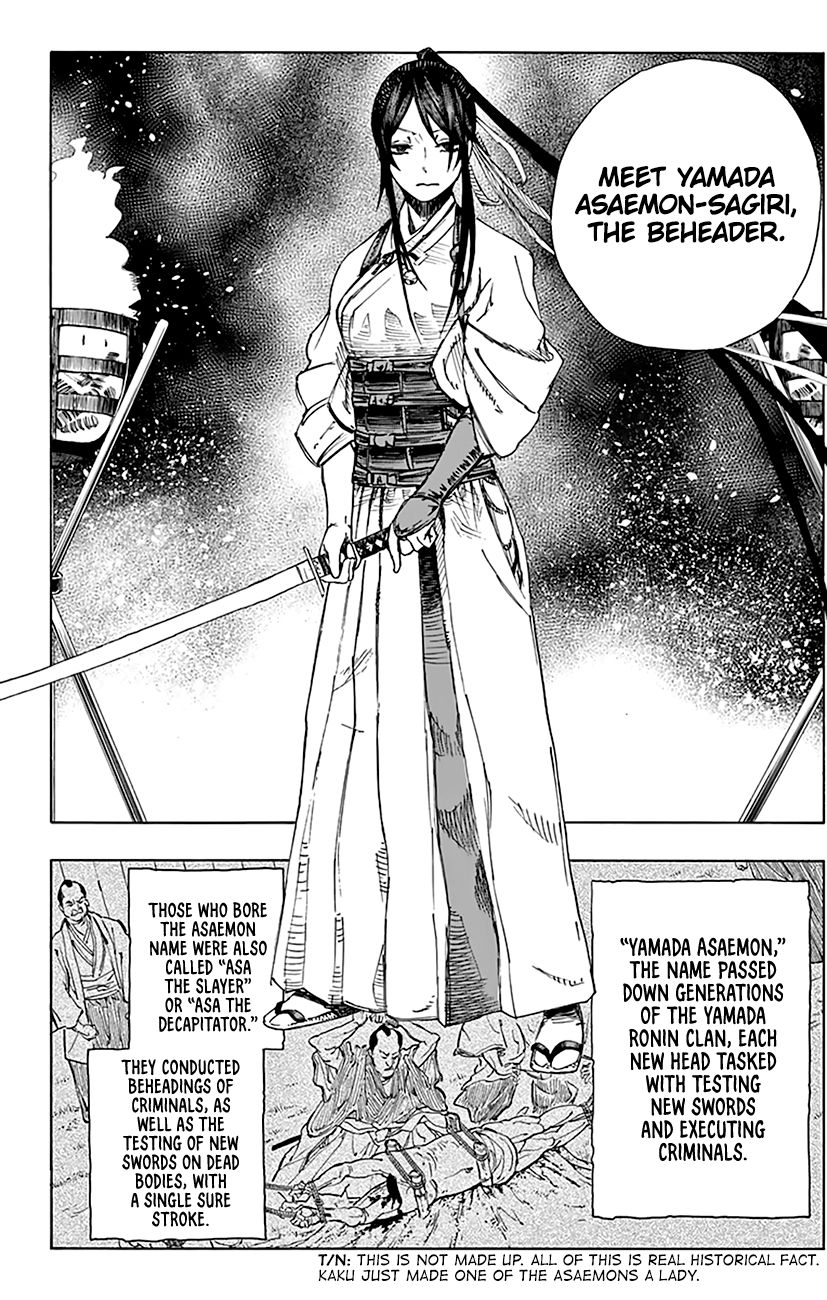 MEET YAMADA
ASAEMON-SAGIRI,
THE BEHEADER.
"YAMADA ASAEMON,"
THE NAME PASSED
DOWN GENERATIONS
OF THE YAMADA
RONIN CLAN, EACH
NEW HEAD TASKED
WITH TESTING
NEW SWORDS
AND EXECUTING
CRIMINALS.
THOSE WHO BORE
THE ASAEMON
NAME WERE ALSO
CALLED "ASA
THE SLAYER"
OR "ASA THE
DECAPITATOR."
THEY CONDUCTED
BEHEADINGS OF
CRIMINALS, AS
WELL AS THE
TESTING OF NEW
SWORDS ON DEAD
BODIES, WITH
A SINGLE SURE
STROKE.
T/N: THIS IS NOT MADE UP. ALL OF THIS IS REAL HISTORICAL FACT.
KAKU JUST MADE ONE OF THE ASAEMONS A LADY.